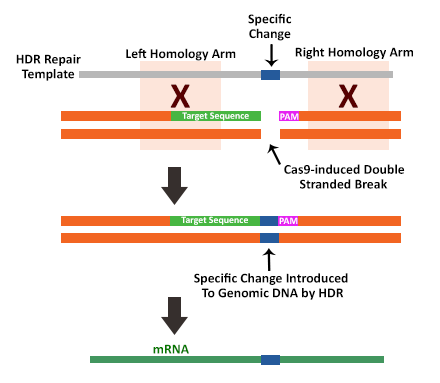 Specific
Change
Left Homology Arm
Right Homology Arm
HDR Repair
Template
X
X
Target Sequence
PAM
Cas9-induced Double
Stranded Break
Target Sequence
PAM
Specific Change Introduced
To Genomic DNA by HDR
mRNA